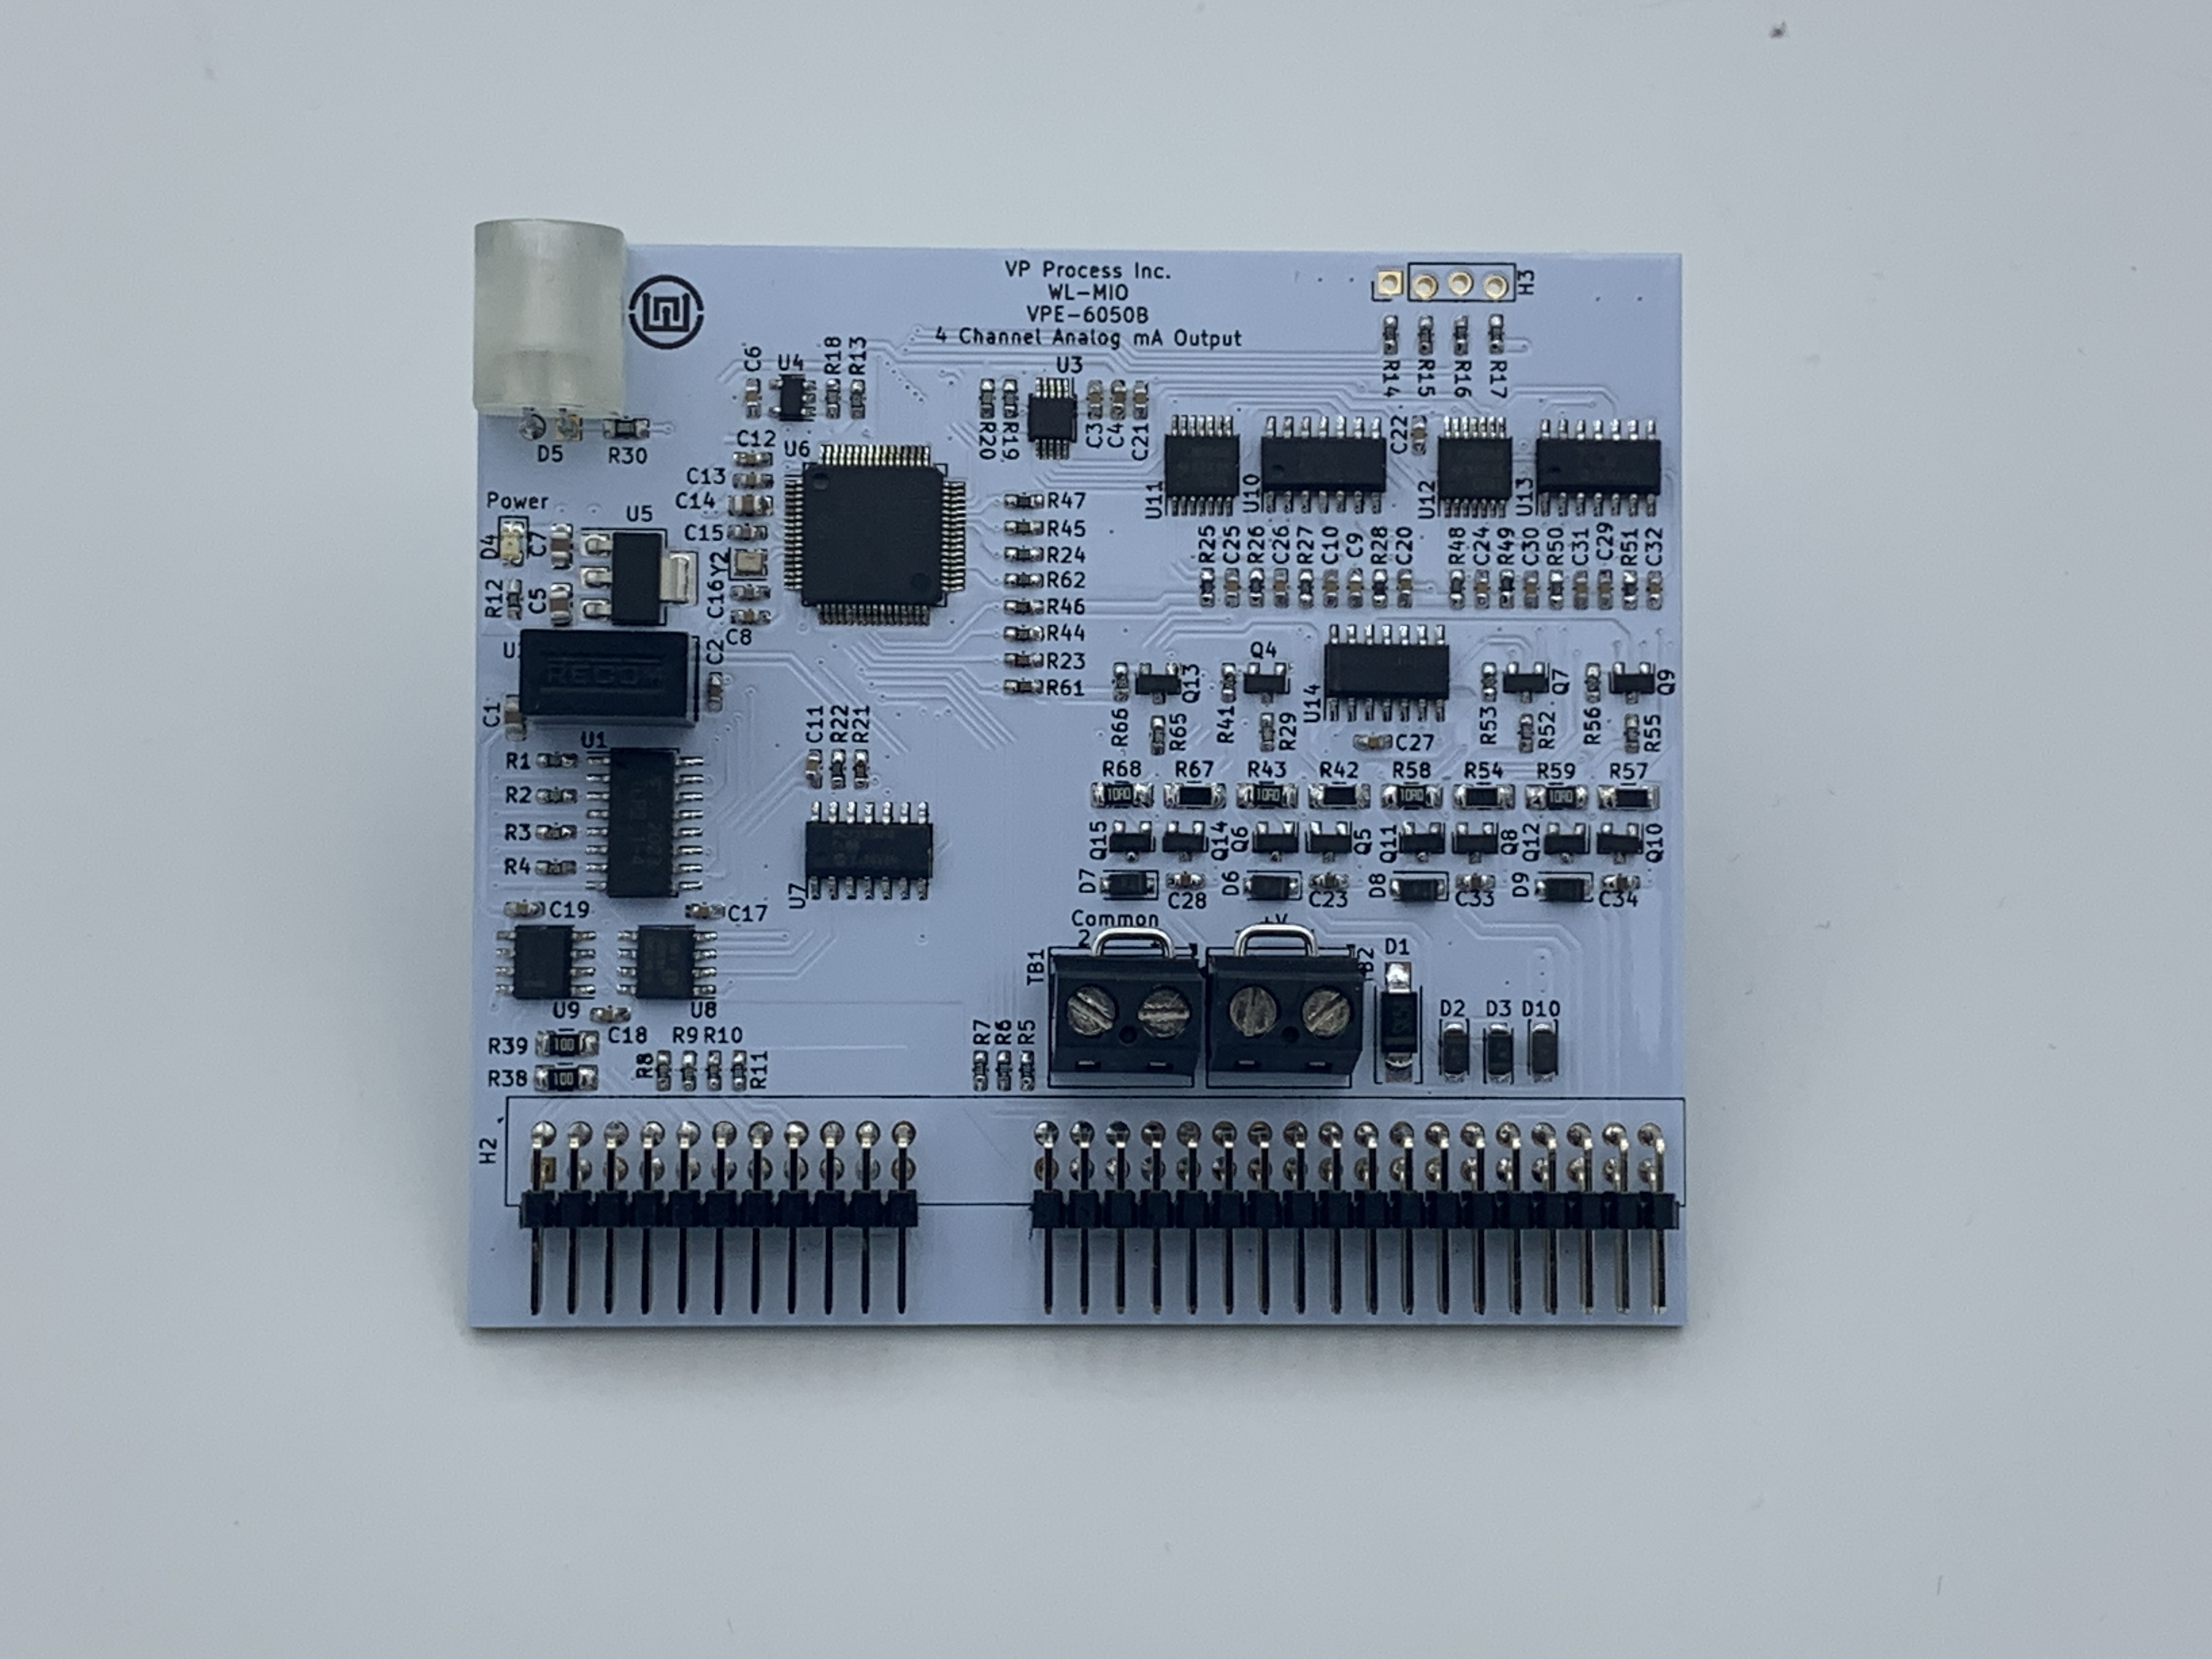 VP Process Inc.
WL-MIO
VPE-6050B
4 Channel Analog mA Output
H3
R14 R15 R16 R17
C6 U4 R18 R13
U3
R20 R19 C3 C4 C21
D5 R30
C12
U6
C13
C14
C15
Y2
C16
C8
Power
U5
D4 C7
R12 C5
R47
R45
R24
R62
R46
R44
R23
R61
U11 U10 C22 U12 U13
R25 C25 R26 C26 R27 C10 C9 R28 C20
R48 C24 R49 C30 R50 C31 C29 R51 C32
RECOM
C2
C1
Q13 Q4 U14 Q7 Q9
R66 R65 R41 R29 C27 R53 R52 R56 R55
U1
R1
R2
R3
R4
C11 R22 R21
U7
R68 R67 R43 R42 R58 R54 R59 R57
10R0 10R0 10R0 10R0
Q15 Q14 Q6 Q5 Q11 Q8 Q12 Q10
D7 C28 D6 C23 D8 C33 D9 C34
C19 C17
U9 U8
C18
R39 100
R38 100
R8 R9 R10 R11
R7 R6 R5
Common
2
TB1
D1
D2 D3 D10
H2